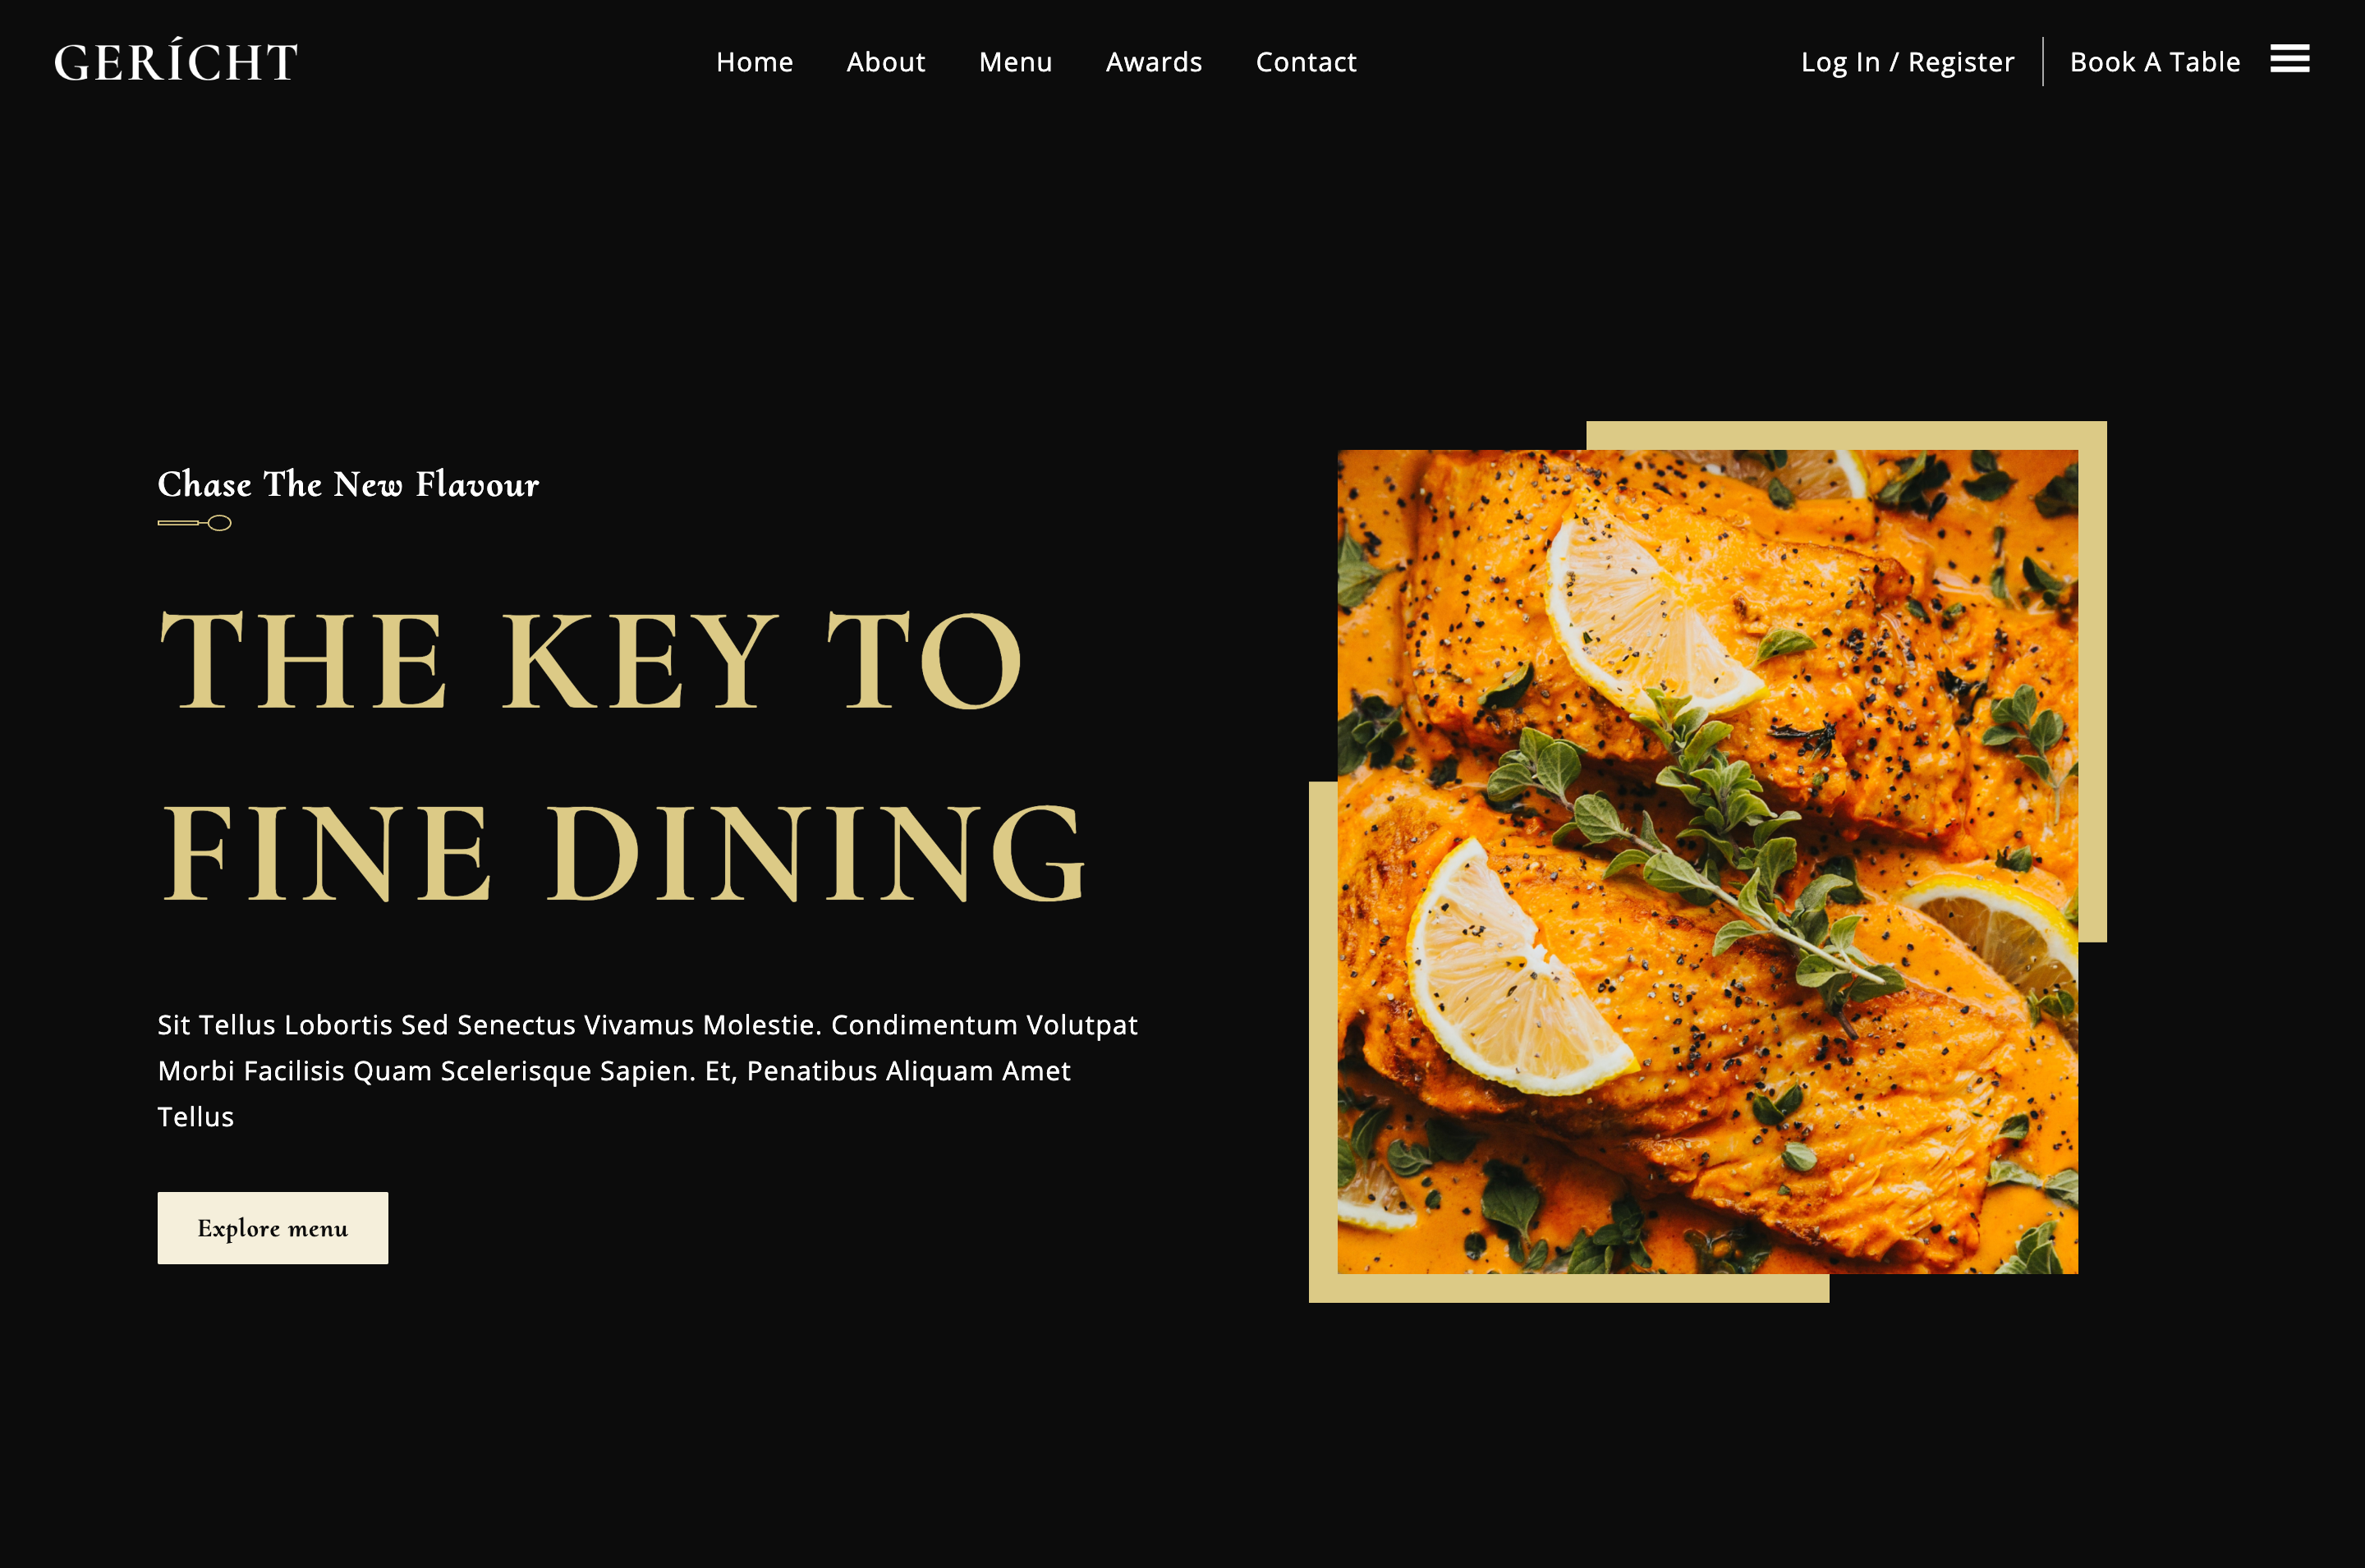 GERÍCHT
Home About Menu Awards Contact
Log In / Register Book A Table
Chase The New Flavour
THE KEY TO
FINE DINING
Sit Tellus Lobortis Sed Senectus Vivamus Molestie. Condimentum Volutpat
Morbi Facilisis Quam Scelerisque Sapien. Et, Penatibus Aliquam Amet
Tellus
Explore menu